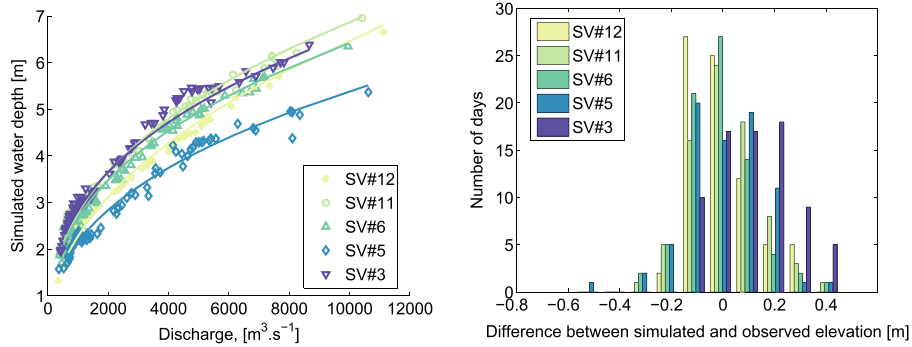 7
6
5
4
3
2
1
Simulated water depth [m]
SV#12
SV#11
SV#6
SV#5
SV#3
0 2000 4000 6000 8000 10000 12000
Discharge, [m³.s⁻¹]
30
25
20
15
10
5
0
Number of days
SV#12
SV#11
SV#6
SV#5
SV#3
−0.8 −0.6 −0.4 −0.2 0 0.2 0.4
Difference between simulated and observed elevation [m]